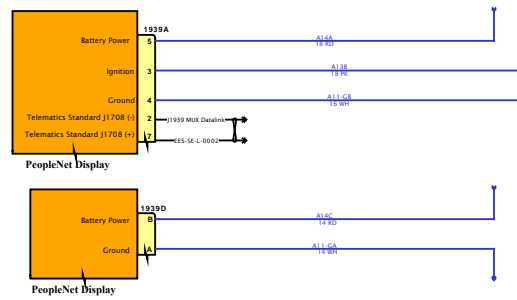 1939A
Battery Power 5 A14A
18 RD
Ignition 3 A13B
18 PK
Ground 4 A11-GB
16 WH
Telematics Standard J1708 (-) 2 J1939 MUX Datalink
Telematics Standard J1708 (+) 7 EES-SE-L-0002
PeopleNet Display
1939D
Battery Power B A14C
14 RD
Ground A A11-GA
14 WH
PeopleNet Display